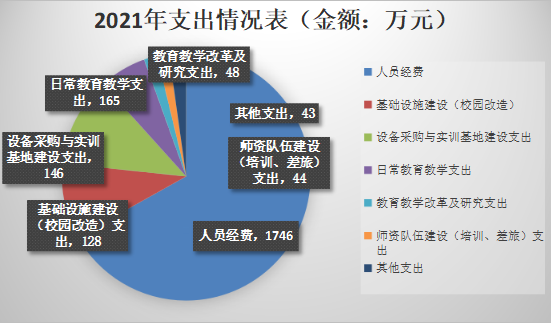 2021年支出情况表（金额：万元）
教育教学改革及
研究支出，48
日常教育教学支
出，165
其他支出，43
设备采购与实训
基地建设支出，
146
师资队伍建设
（培训、差旅）
支出，44
基础设施建设
（校园改造）支
出，128
人员经费，1746
人员经费
基础设施建设（校园改造）
设备采购与实训基地建设支出
日常教育教学支出
教育教学改革及研究支出
师资队伍建设（培训、差旅）支
出
其他支出